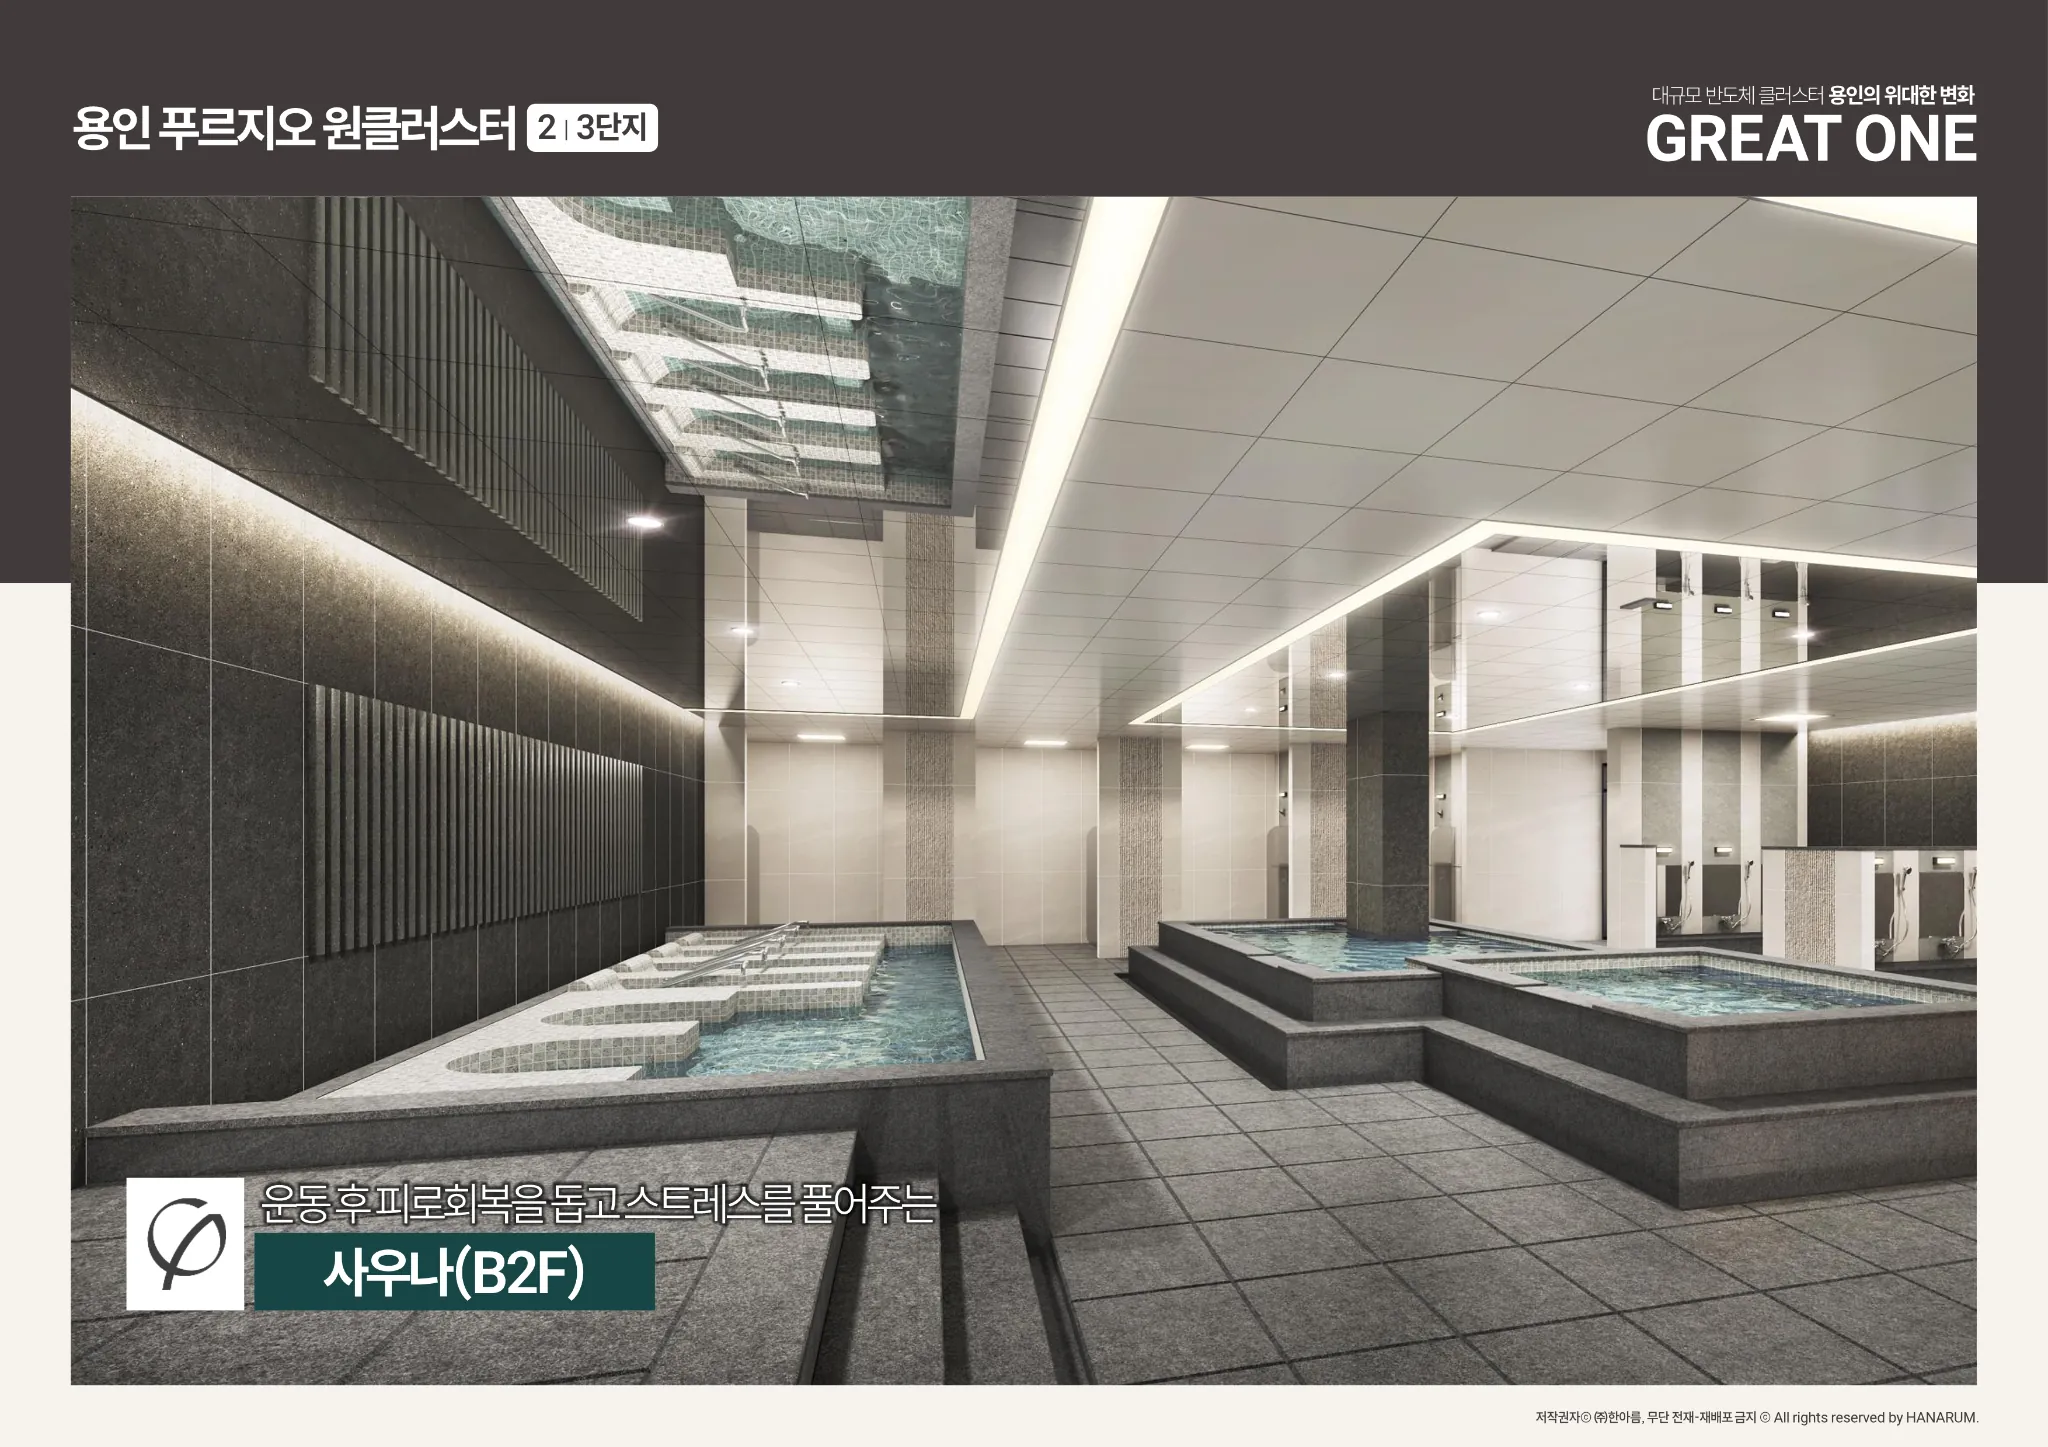 용인 푸르지오 원클러스터 2 | 3단지
대규모 반도체 클러스터 용인의 위대한 변화
GREAT ONE
운동 후 피로회복을 돕고 스트레스를 풀어주는
사우나(B2F)
저작권자ⓒ ㈜한아름, 무단 전재-재배포 금지 ⓒ All rights reserved by HANARUM.